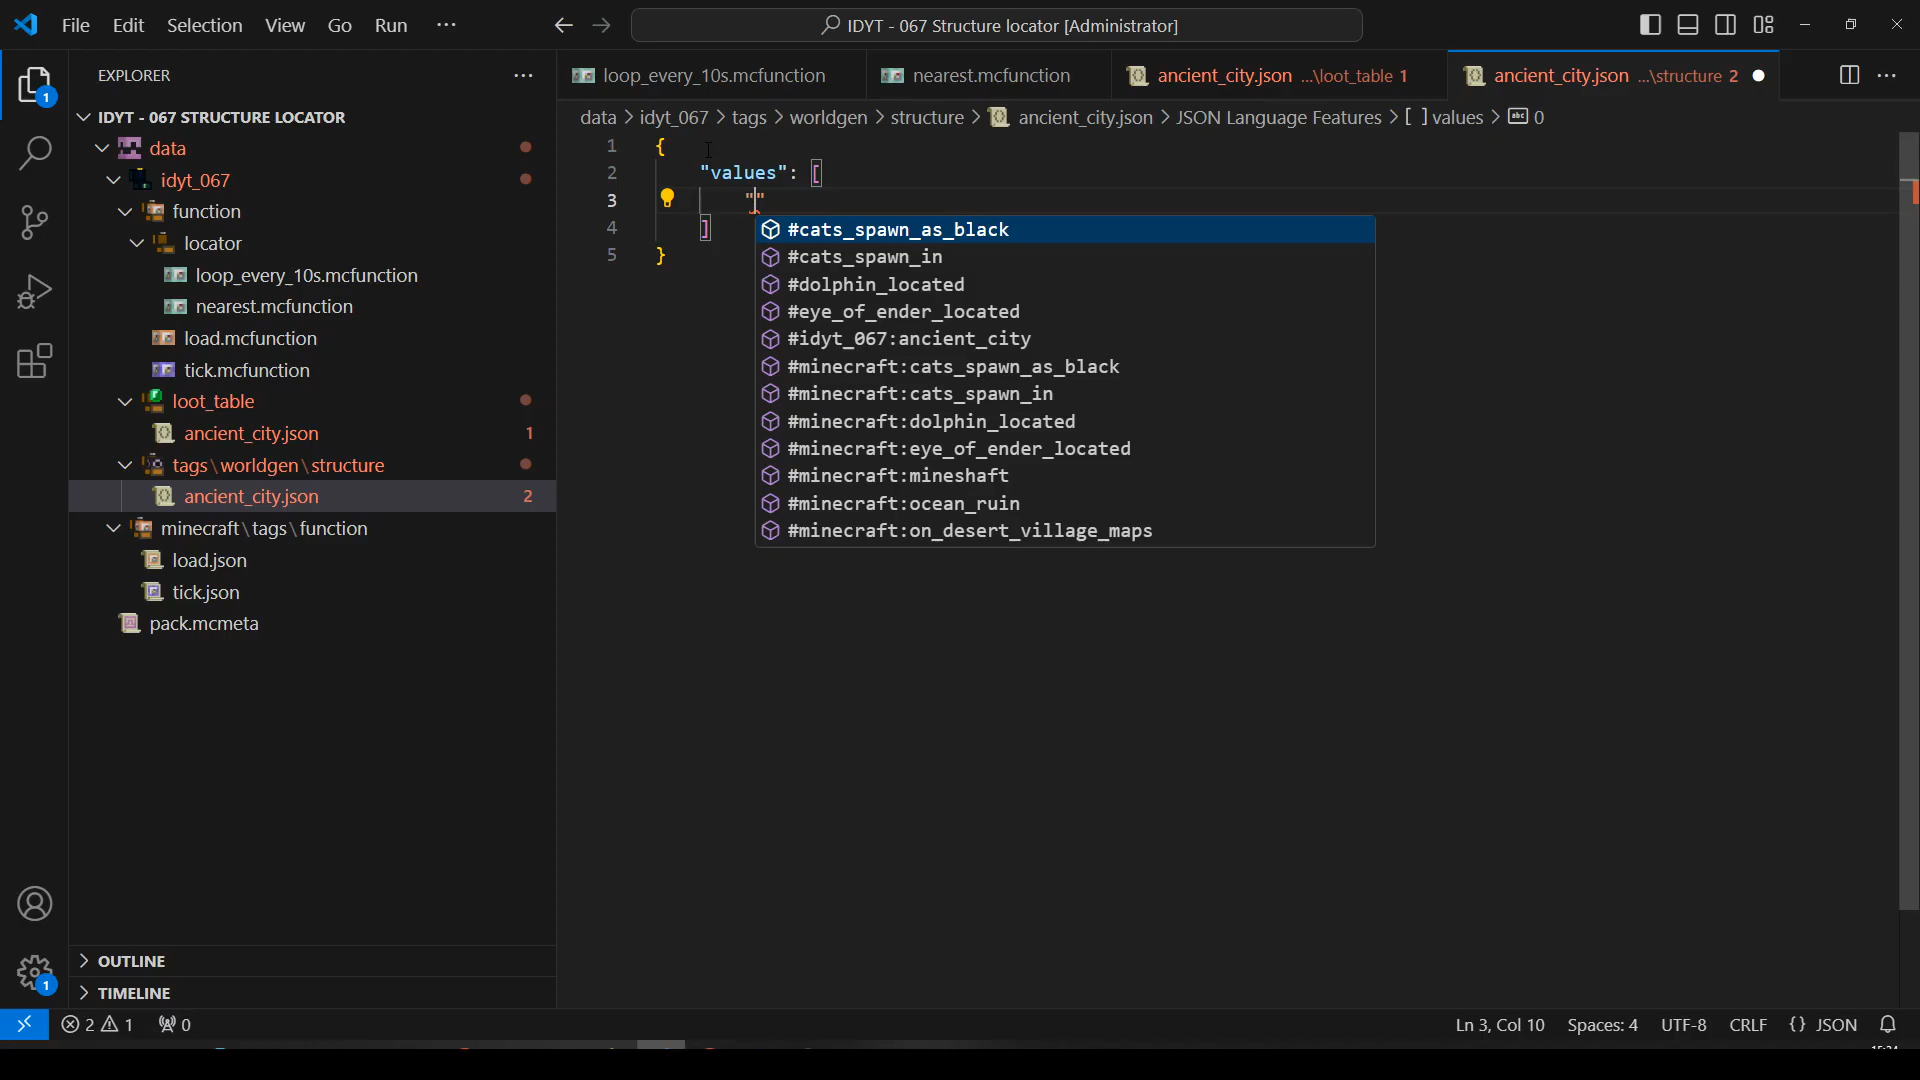 File Edit Selection View Go Run ···
IDYT - 067 Structure locator [Administrator]
EXPLORER
IDYT - 067 STRUCTURE LOCATOR
data
idyt_067
function
locator
loop_every_10s.mcfunction
nearest.mcfunction
load.mcfunction
tick.mcfunction
loot_table
ancient_city.json 1
tags\worldgen\structure
ancient_city.json 2
minecraft\tags\function
load.json
tick.json
pack.mcmeta
OUTLINE
TIMELINE
1
1
loop_every_10s.mcfunction nearest.mcfunction ancient_city.json ...\loot_table 1 ancient_city.json ...\structure 2
data > idyt_067 > tags > worldgen > structure > ancient_city.json > JSON Language Features > [ ] values > abc 0
1 {
2 "values": [
3 ""
4 ]
5 }
#cats_spawn_as_black
#cats_spawn_in
#dolphin_located
#eye_of_ender_located
#idyt_067:ancient_city
#minecraft:cats_spawn_as_black
#minecraft:cats_spawn_in
#minecraft:dolphin_located
#minecraft:eye_of_ender_located
#minecraft:mineshaft
#minecraft:ocean_ruin
#minecraft:on_desert_village_maps
2 1 0 Ln 3, Col 10 Spaces: 4 UTF-8 CRLF {} JSON